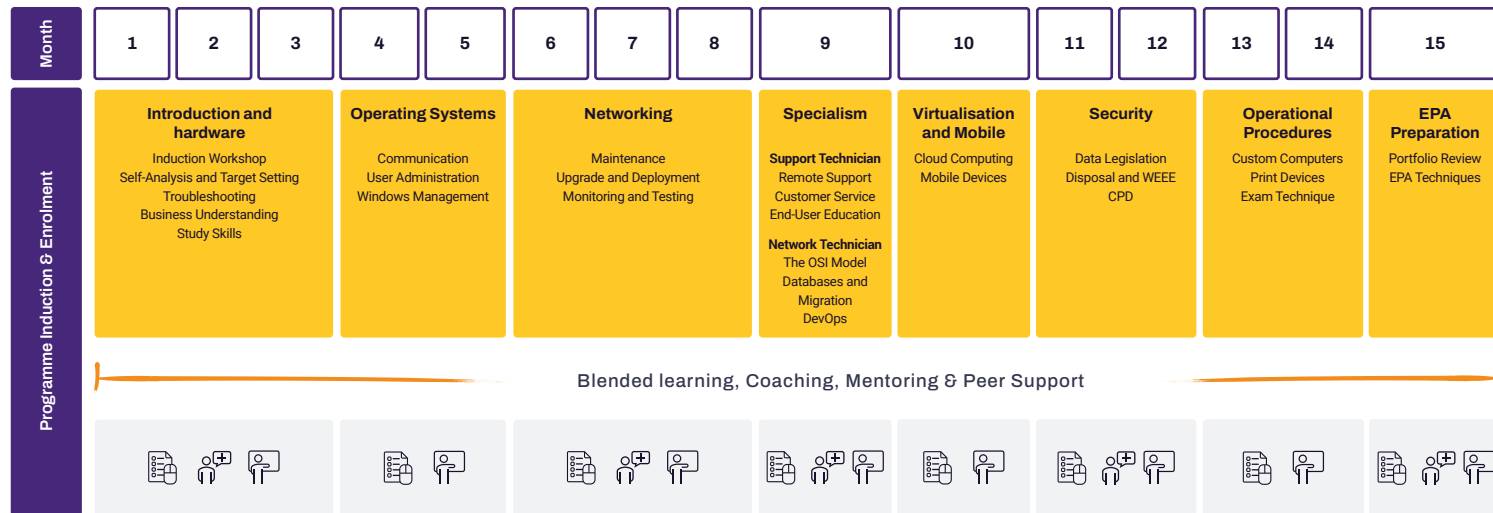 Month
1
2
3
4
5
6
7
8
9
10
11
12
13
14
15
Programme Induction & Enrolment
Introduction and
hardware
Induction Workshop
Self-Analysis and Target Setting
Troubleshooting
Business Understanding
Study Skills
Operating Systems
Communication
User Administration
Windows Management
Networking
Maintenance
Upgrade and Deployment
Monitoring and Testing
Specialism
Support Technician
Remote Support
Customer Service
End-User Education
Network Technician
The OSI Model
Databases and
Migration
DevOps
Virtualisation
and Mobile
Cloud Computing
Mobile Devices
Security
Data Legislation
Disposal and WEEE
CPD
Operational
Procedures
Custom Computers
Print Devices
Exam Technique
EPA
Preparation
Portfolio Review
EPA Techniques
Blended learning, Coaching, Mentoring & Peer Support